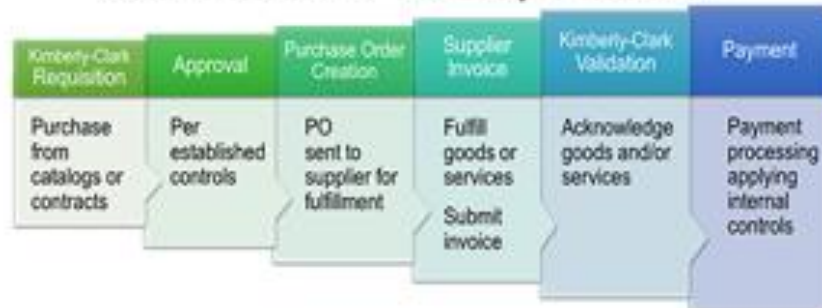 Kimberly-Clark
Requisition
Purchase
from
catalogs or
contracts
Approval
Per
established
controls
Purchase Order
Creation
PO
sent to
supplier for
fulfillment
Supplier
Invoice
Fulfill
goods or
services
Submit
invoice
Kimberly-Clark
Validation
Acknowledge
goods and/or
services
Payment
Payment
processing
applying
internal
controls